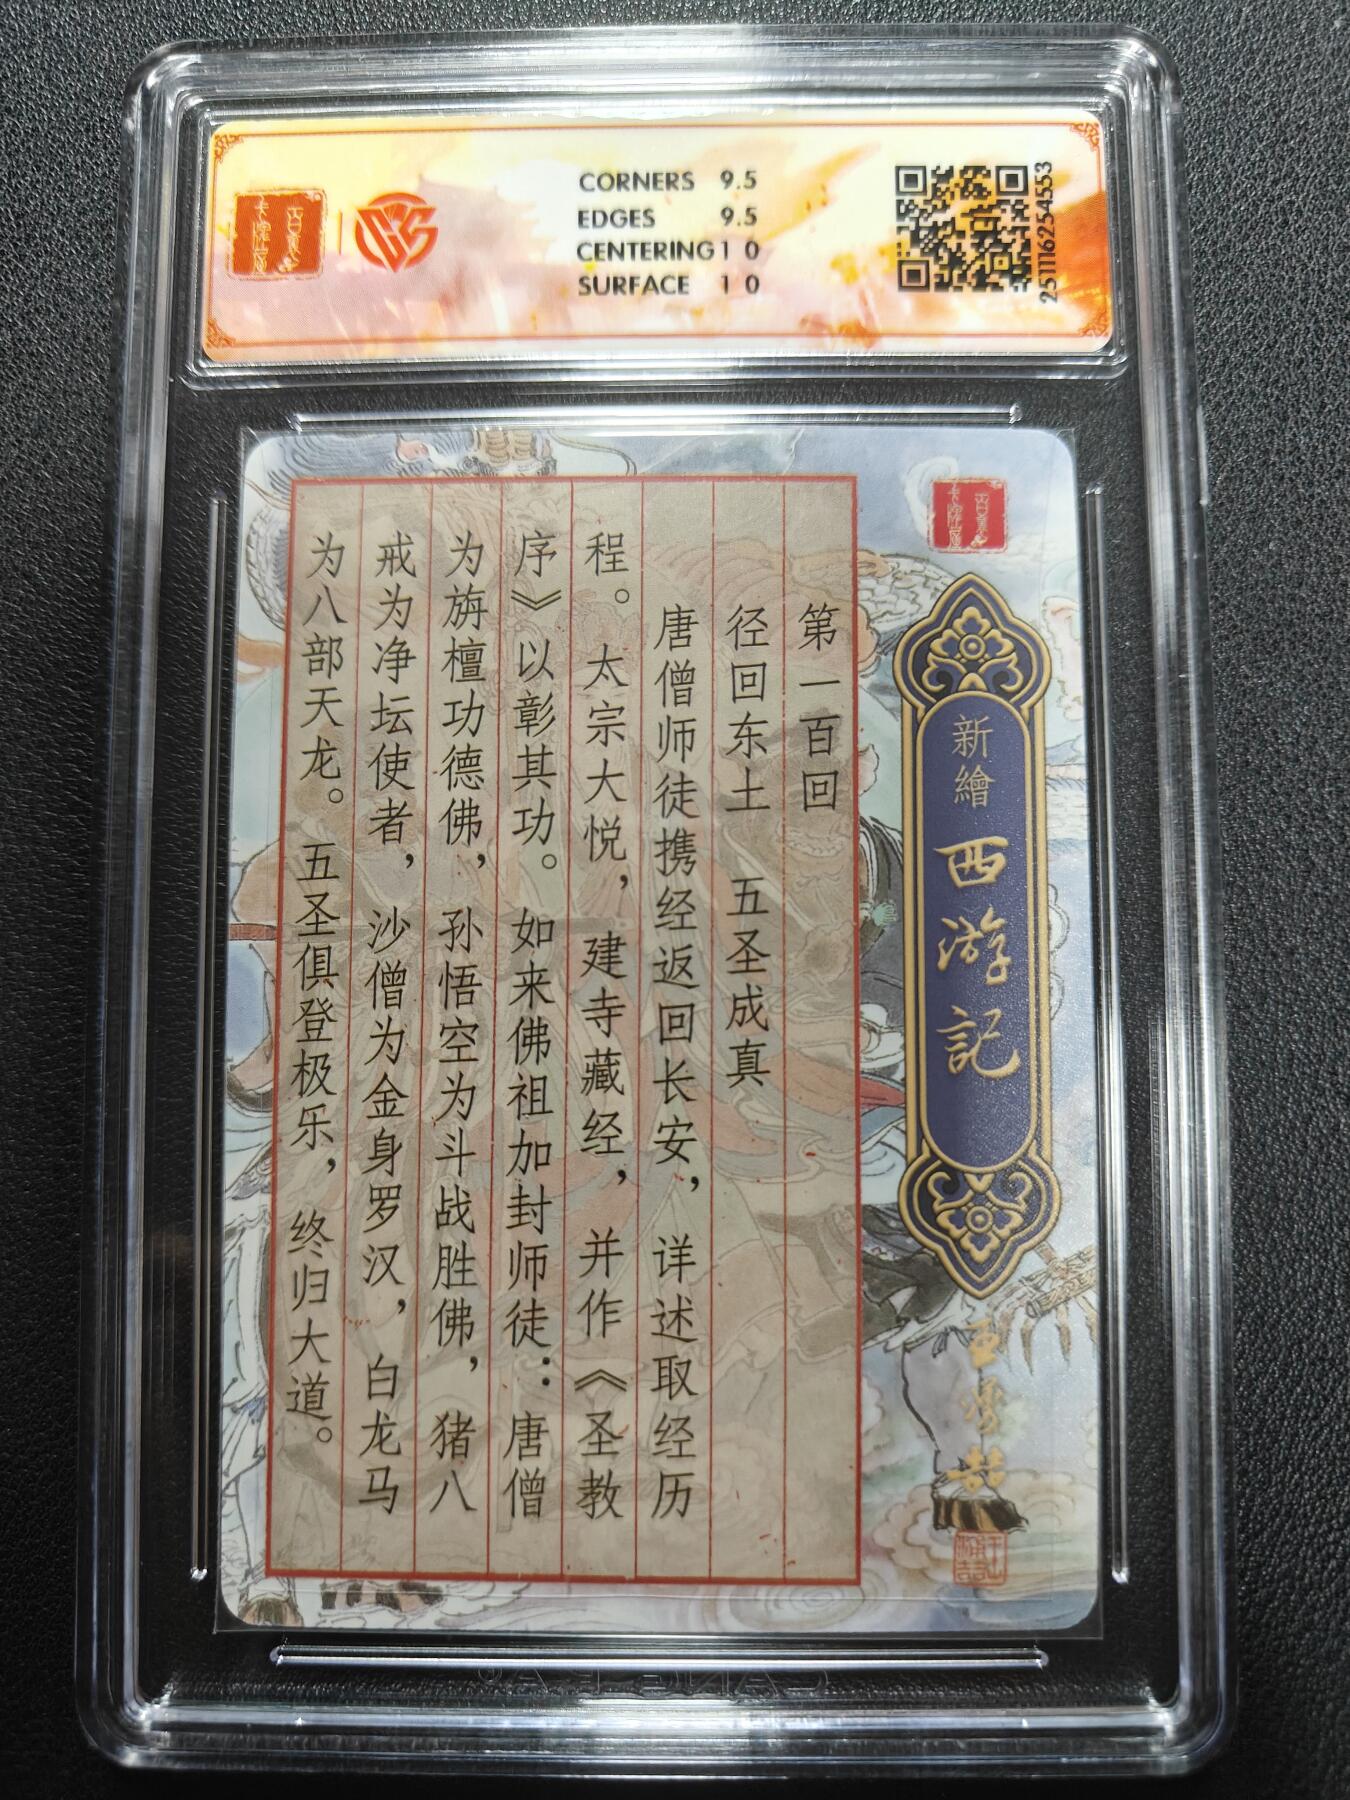 CORNERS 9.5
EDGES 9.5
CENTERING 10
SURFACE 10
2511116254553
新繪
西游記
第一百回
径回东土 五圣成真
唐僧师徒携经返回长安，详述取经历
程。太宗大悦，建寺藏经，并作《圣教
序》以彰其功。如来佛祖加封师徒：唐僧
为旃檀功德佛，孙悟空为斗战胜佛，猪八
戒为净坛使者，沙僧为金身罗汉，白龙马
为八部天龙。五圣俱登极乐，终归大道。